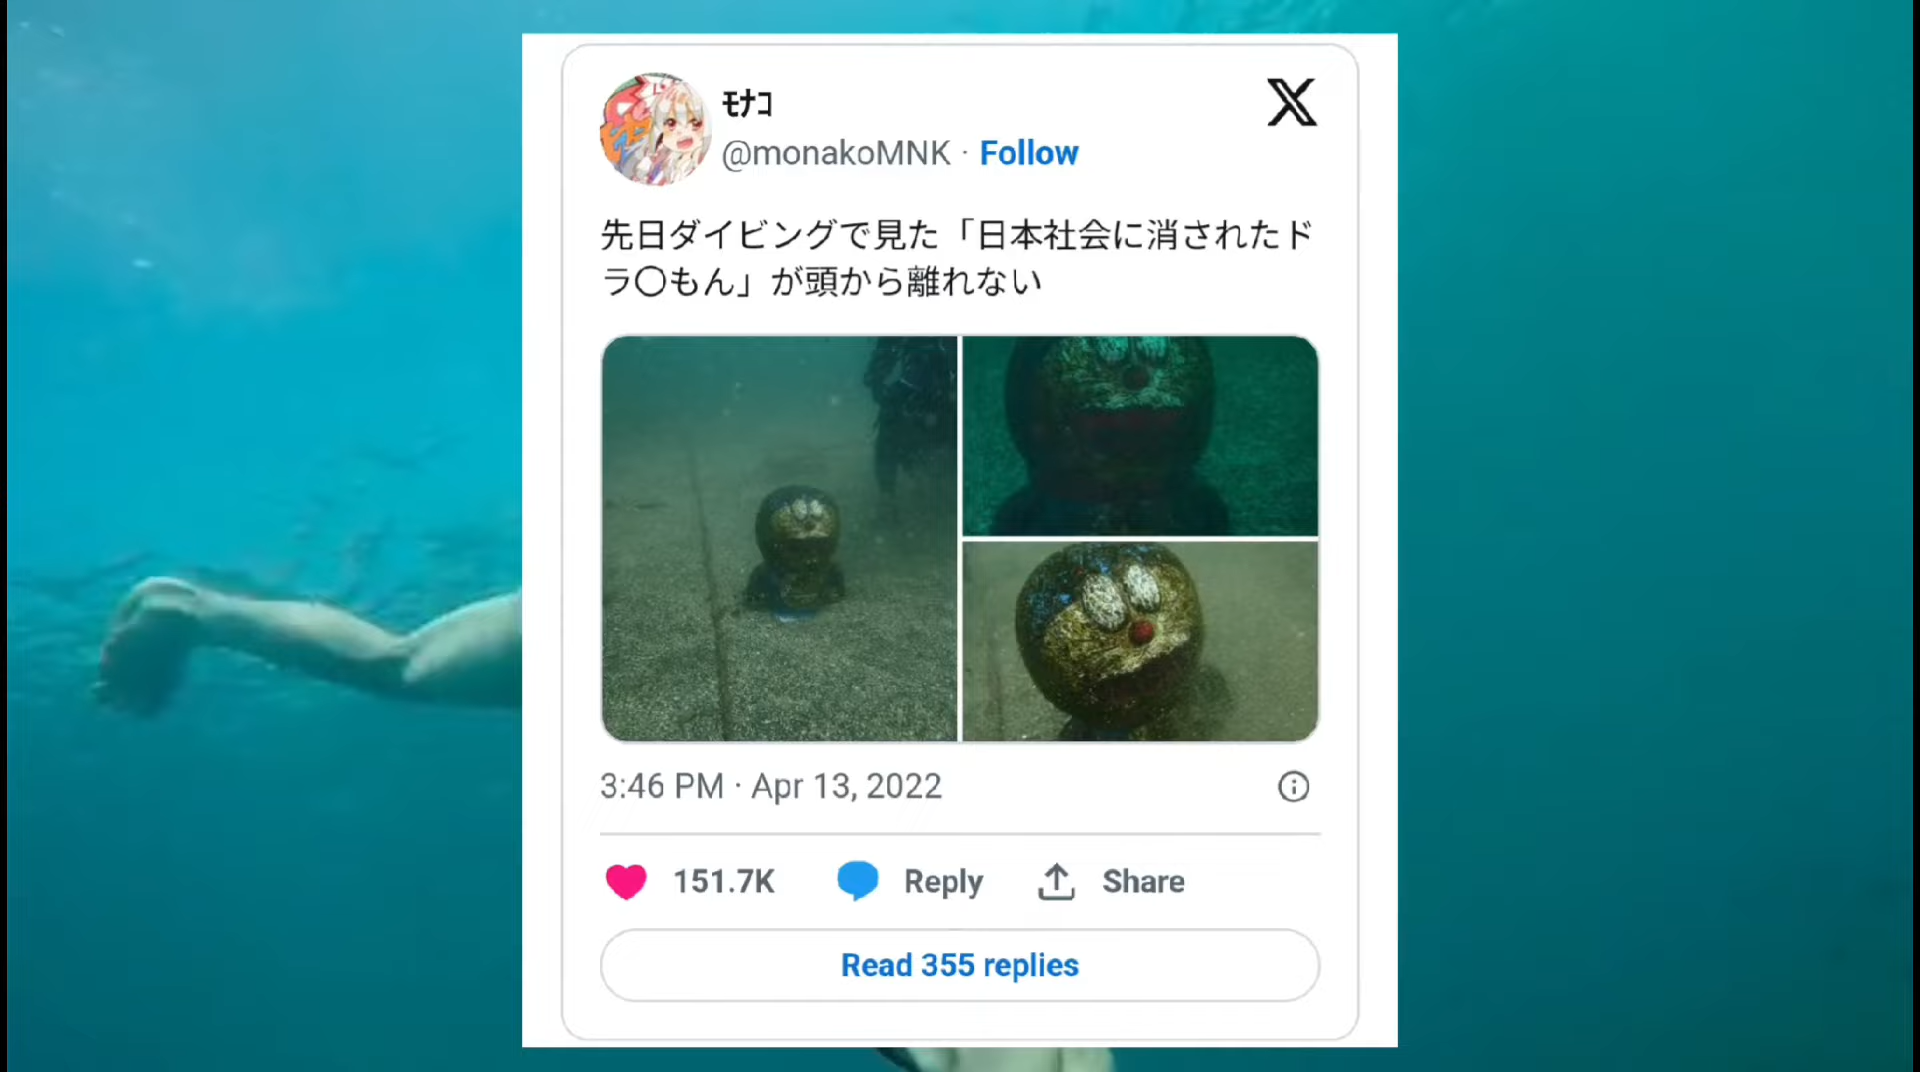 ﾓﾅｺ
@monakoMNK · Follow
先日ダイビングで見た「日本社会に消されたド
ラ〇もん」が頭から離れない
3:46 PM · Apr 13, 2022
151.7K Reply Share
Read 355 replies